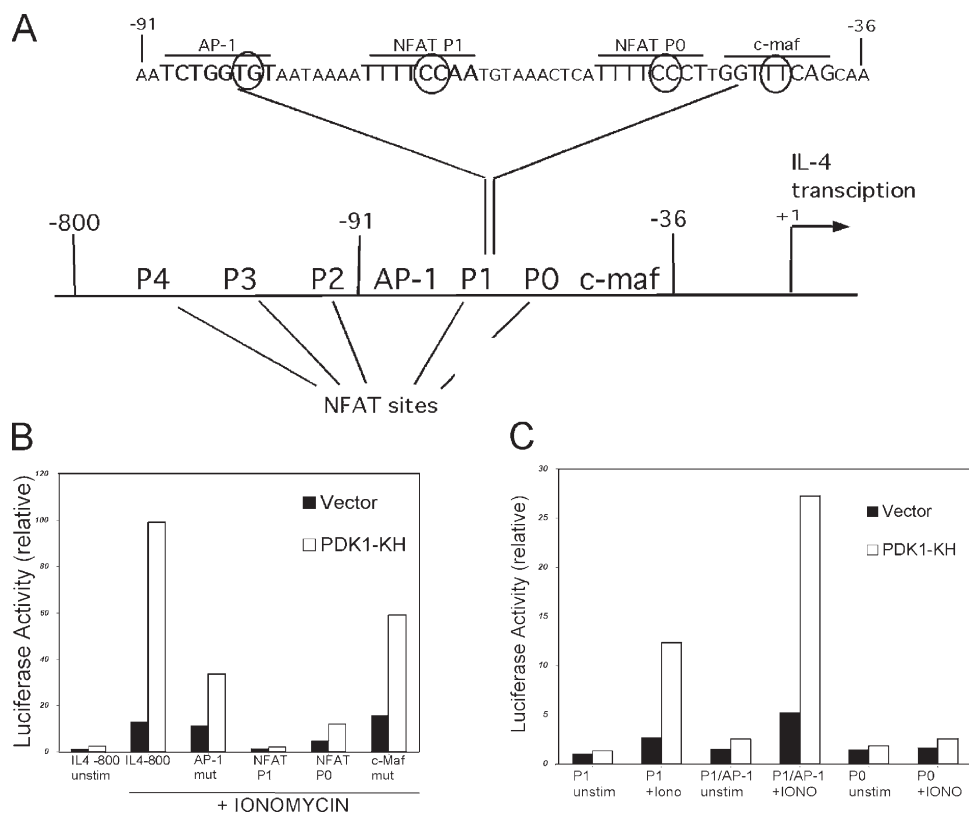 A
-91
-36
AP-1
NFAT P1
NFAT P0
c-maf
AATCTGGTGTAATAAAATTTTCCAATGTAAACTCATTTTCCCTTGGTTTCAGCAA
IL-4
transciption
-800
-91
-36
+1
P4 P3 P2 AP-1 P1 P0 c-maf
NFAT sites
B
Luciferase Activity (relative)
120
100
60
40
20
0
Vector
PDK1-KH
IL4 -800
unstim
IL4-800
AP-1
mut
NFAT
P1
NFAT
P0
c-Maf
mut
+ IONOMYCIN
C
Luciferase Activity (relative)
30
25
20
15
10
5
0
Vector
PDK1-KH
P1
unstim
P1
+Iono
P1/AP-1
unstim
P1/AP-1
+IONO
P0
unstim
P0
+IONO